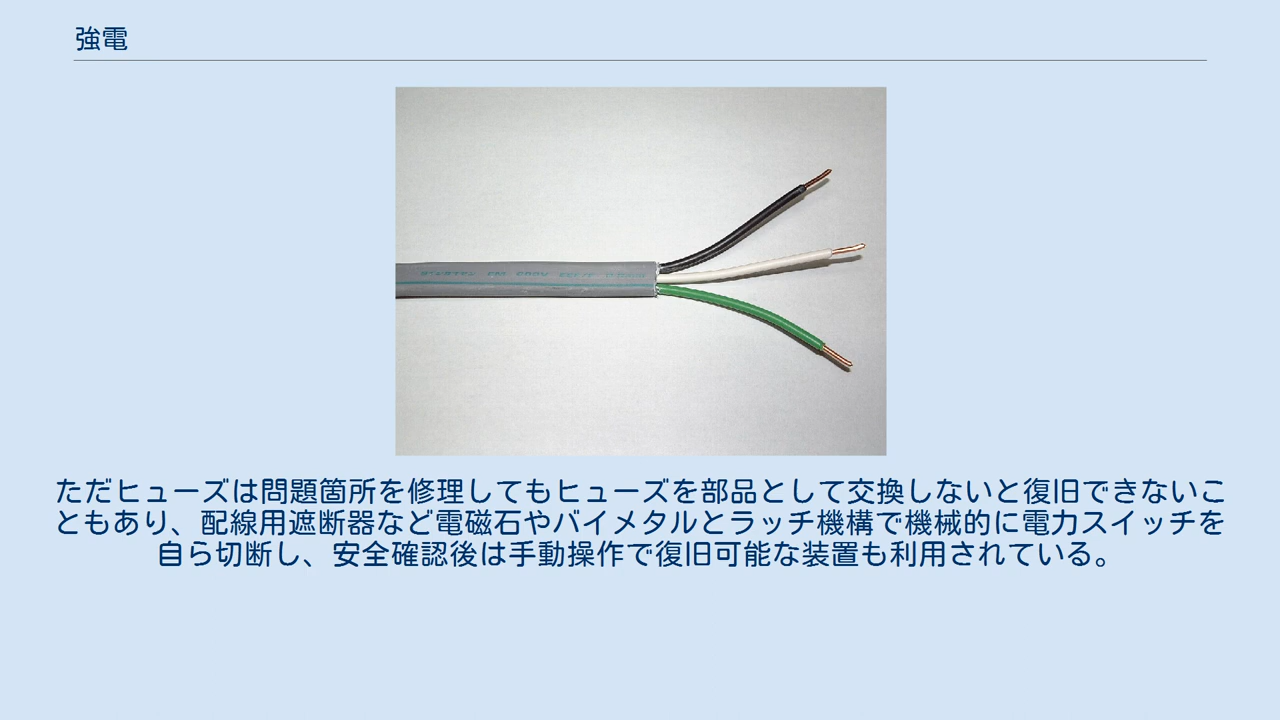 強電
ただヒューズは問題箇所を修理してもヒューズを部品として交換しないと復旧できないこ
ともあり、配線用遮断器など電磁石やバイメタルとラッチ機構で機械的に電力スイッチを
自ら切断し、安全確認後は手動操作で復旧可能な装置も利用されている。